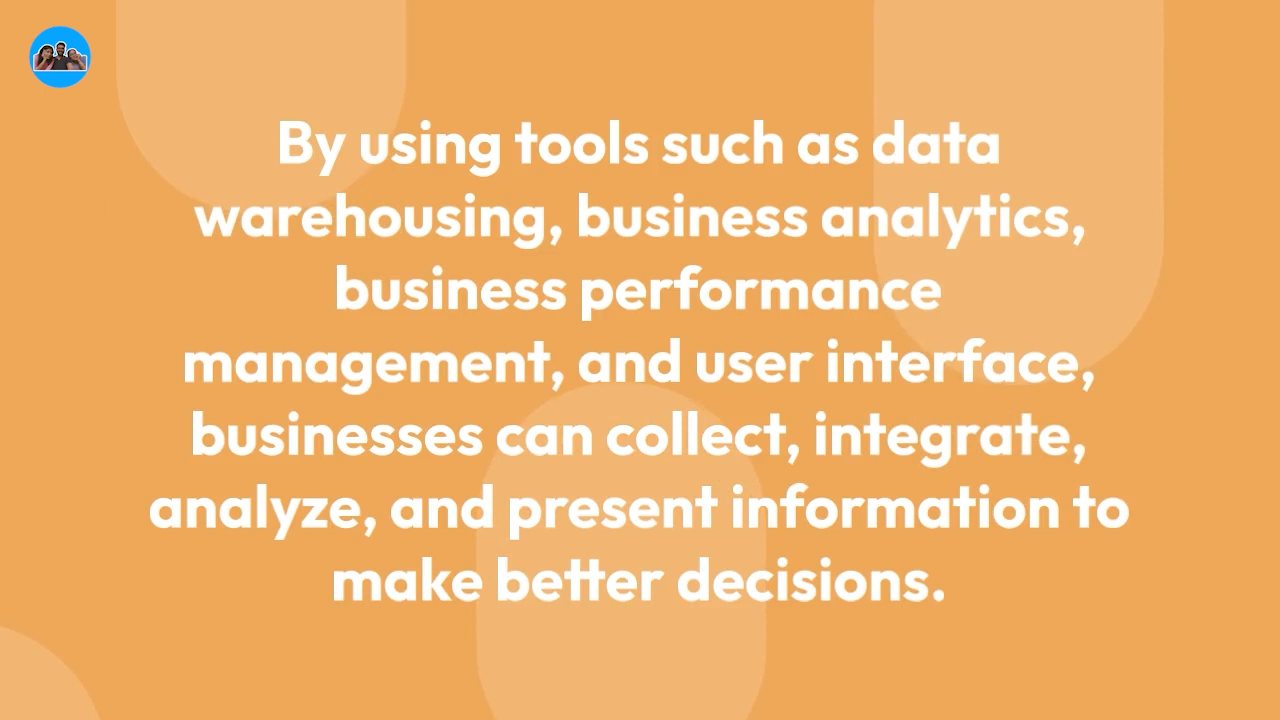 By using tools such as data
warehousing, business analytics,
business performance
management, and user interface,
businesses can collect, integrate,
analyze, and present information to
make better decisions.